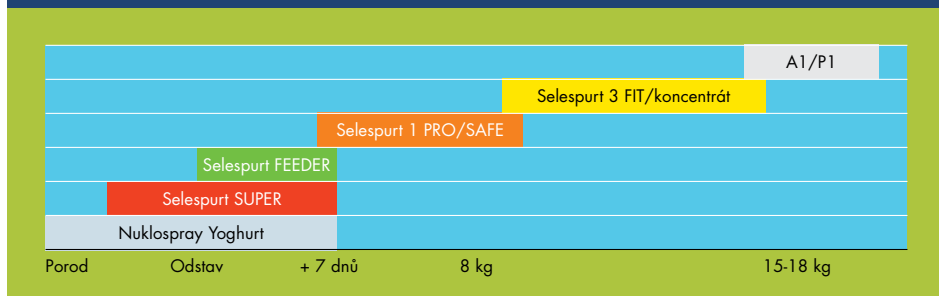 A1/P1
Selespurt 3 FIT/koncentrát
Selespurt 1 PRO/SAFE
Selespurt FEEDER
Selespurt SUPER
Nuklospray Yoghurt
Porod Odstav + 7 dnů 8 kg 15-18 kg